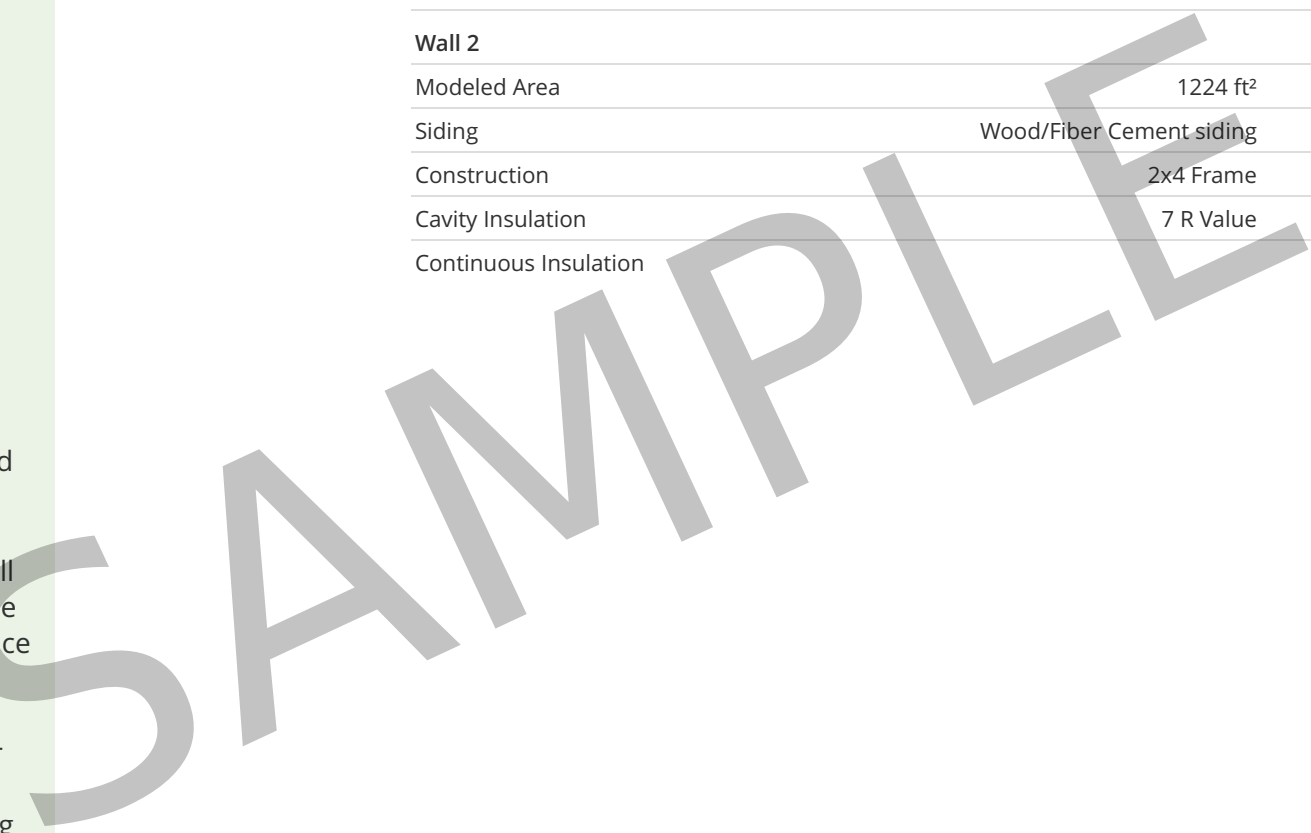 Wall 2
Modeled Area 1224 ft²
Siding Wood/Fiber Cement siding
Construction 2x4 Frame
Cavity Insulation 7 R Value
Continuous Insulation
SAMPLE